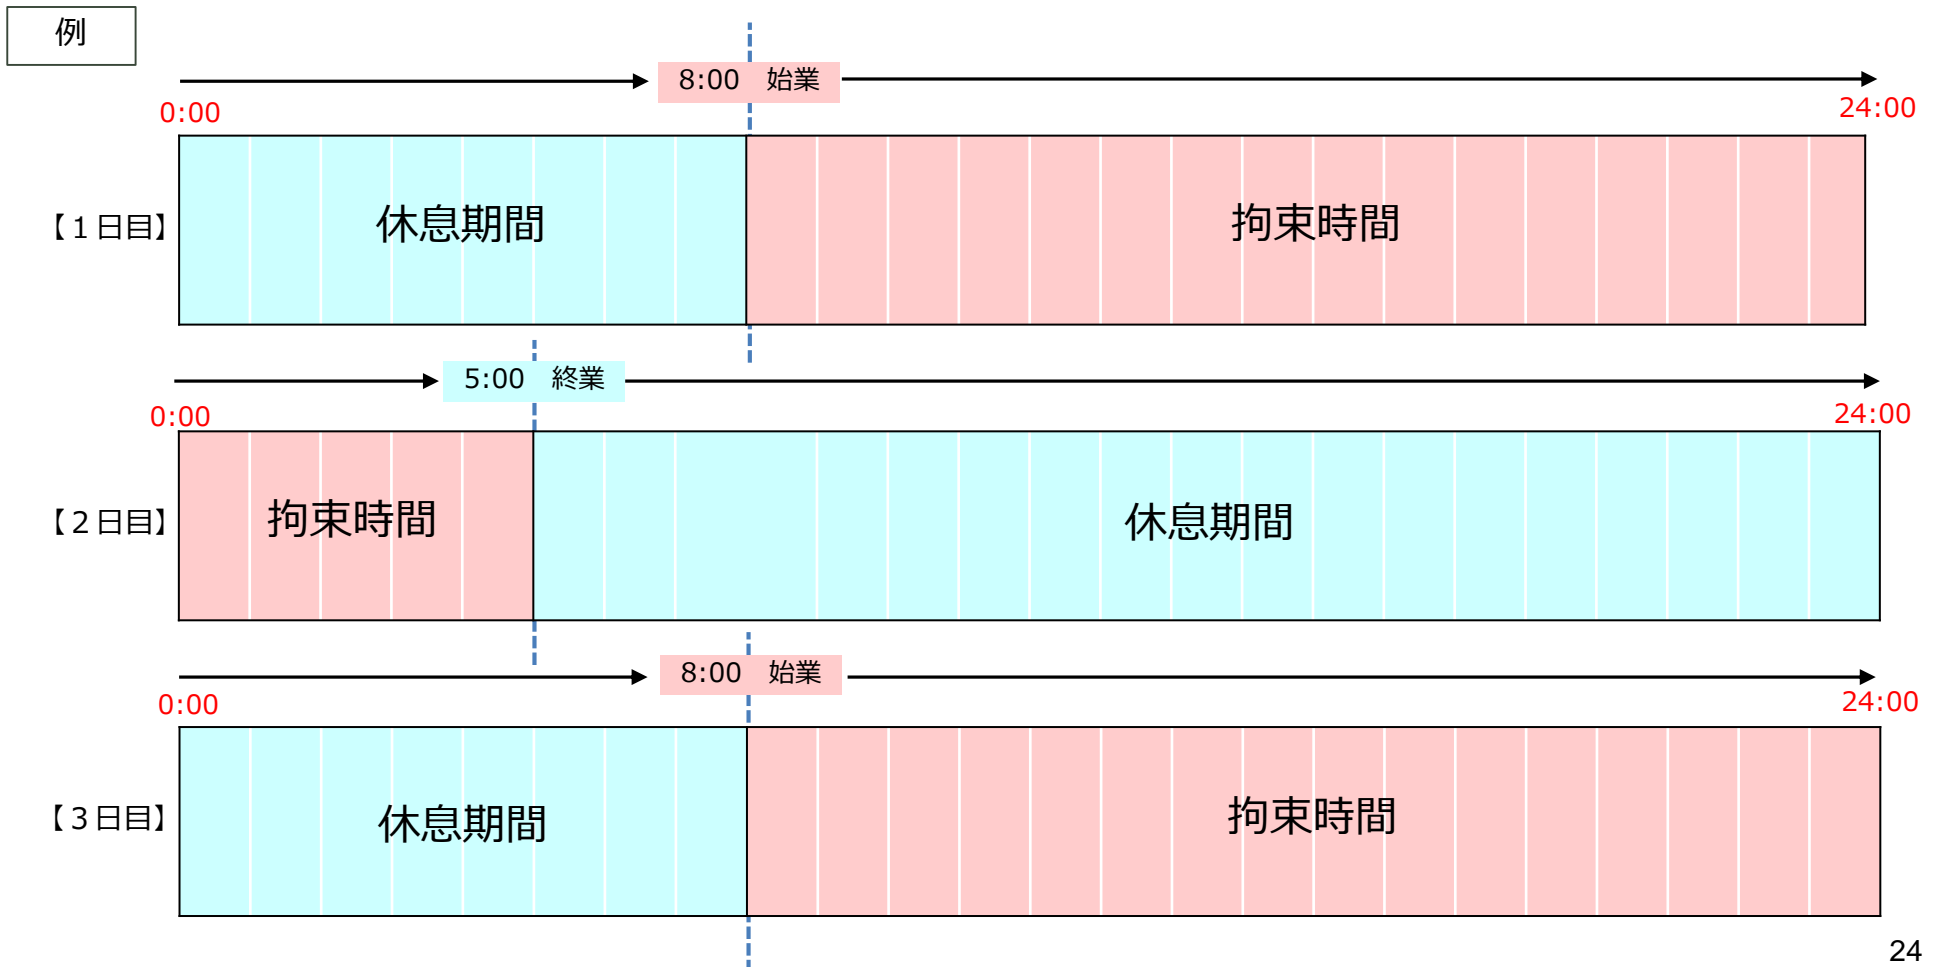 例
8:00　始業
0:00
24:00
【１日目】
休息期間
拘束時間
5:00　終業
0:00
24:00
【２日目】
拘束時間
休息期間
8:00　始業
0:00
24:00
【３日目】
休息期間
拘束時間
24